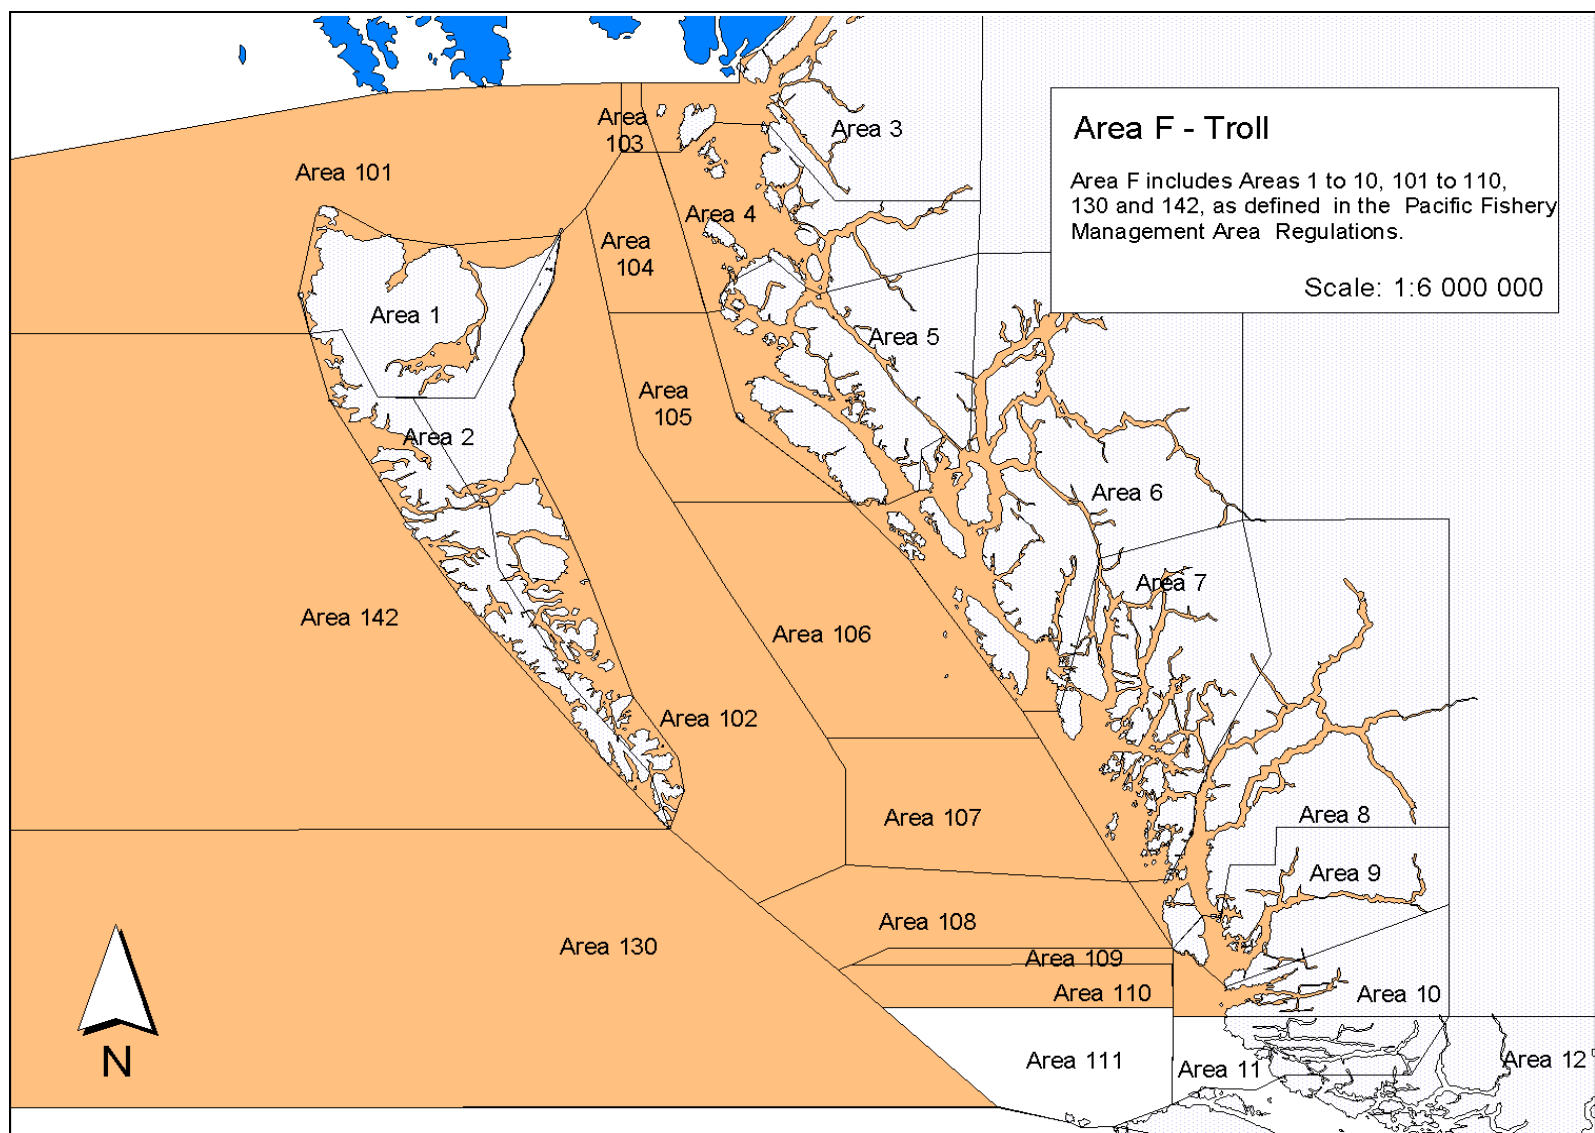 Area F - Troll
Area F includes Areas 1 to 10, 101 to 110,
130 and 142, as defined in the Pacific Fishery
Management Area Regulations.
Scale: 1:6 000 000
Area
103
Area 3
Area 101
Area 4
Area
104
Area 1
Area 5
Area
105
Area 2
Area 6
Area 7
Area 142
Area 106
Area 102
Area 107
Area 8
Area 9
Area 108
Area 130
Area 109
Area 110
Area 10
Area 111
Area 11
Area 12
N